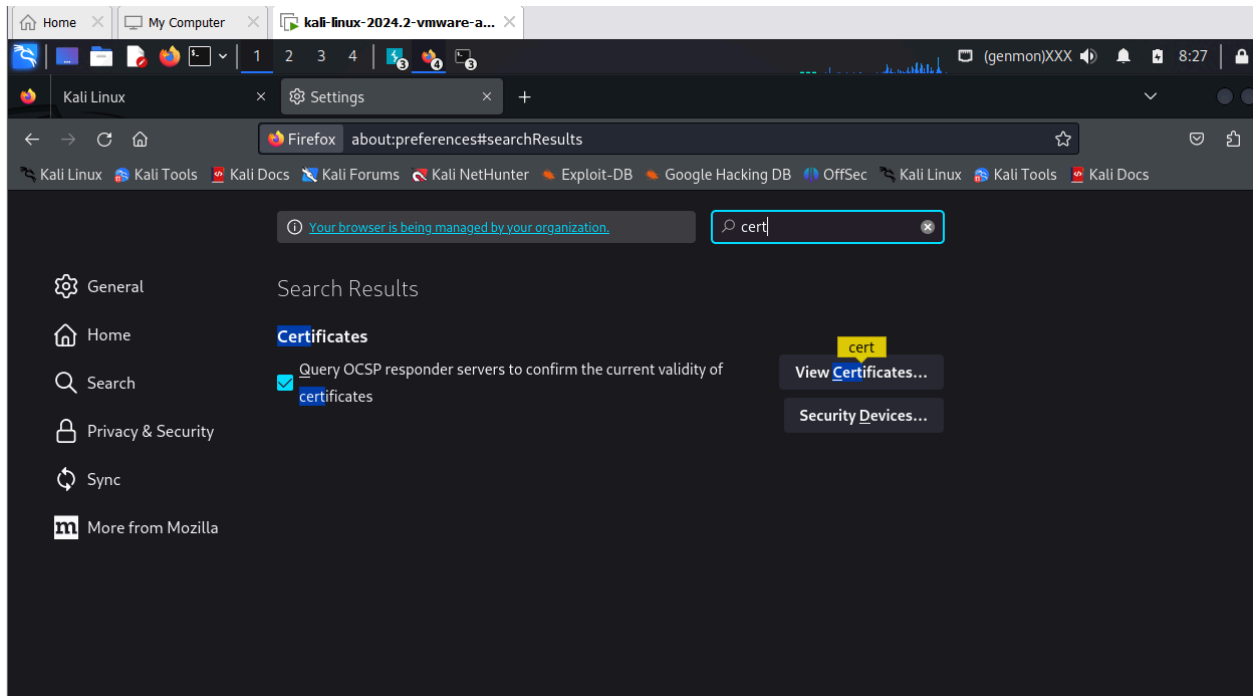 Home My Computer kali-linux-2024.2-vmware-a...
1 2 3 4 3 4 3 (genmon)XXX 8:27
Kali Linux Settings
Firefox about:preferences#searchResults
Kali Linux Kali Tools Kali Docs Kali Forums Kali NetHunter Exploit-DB Google Hacking DB OffSec Kali Linux Kali Tools Kali Docs
Your browser is being managed by your organization. cert
General
Search Results
Home
Certificates
cert
Query OCSP responder servers to confirm the current validity of
certificates
View Certificates...
Search
Security Devices...
Privacy & Security
Sync
m More from Mozilla